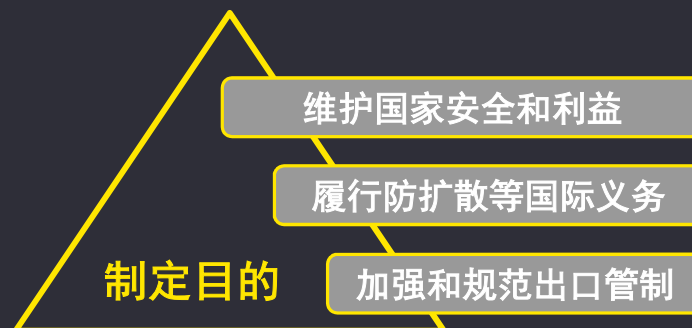 维护国家安全和利益
履行防扩散等国际义务
制定目的
加强和规范出口管制